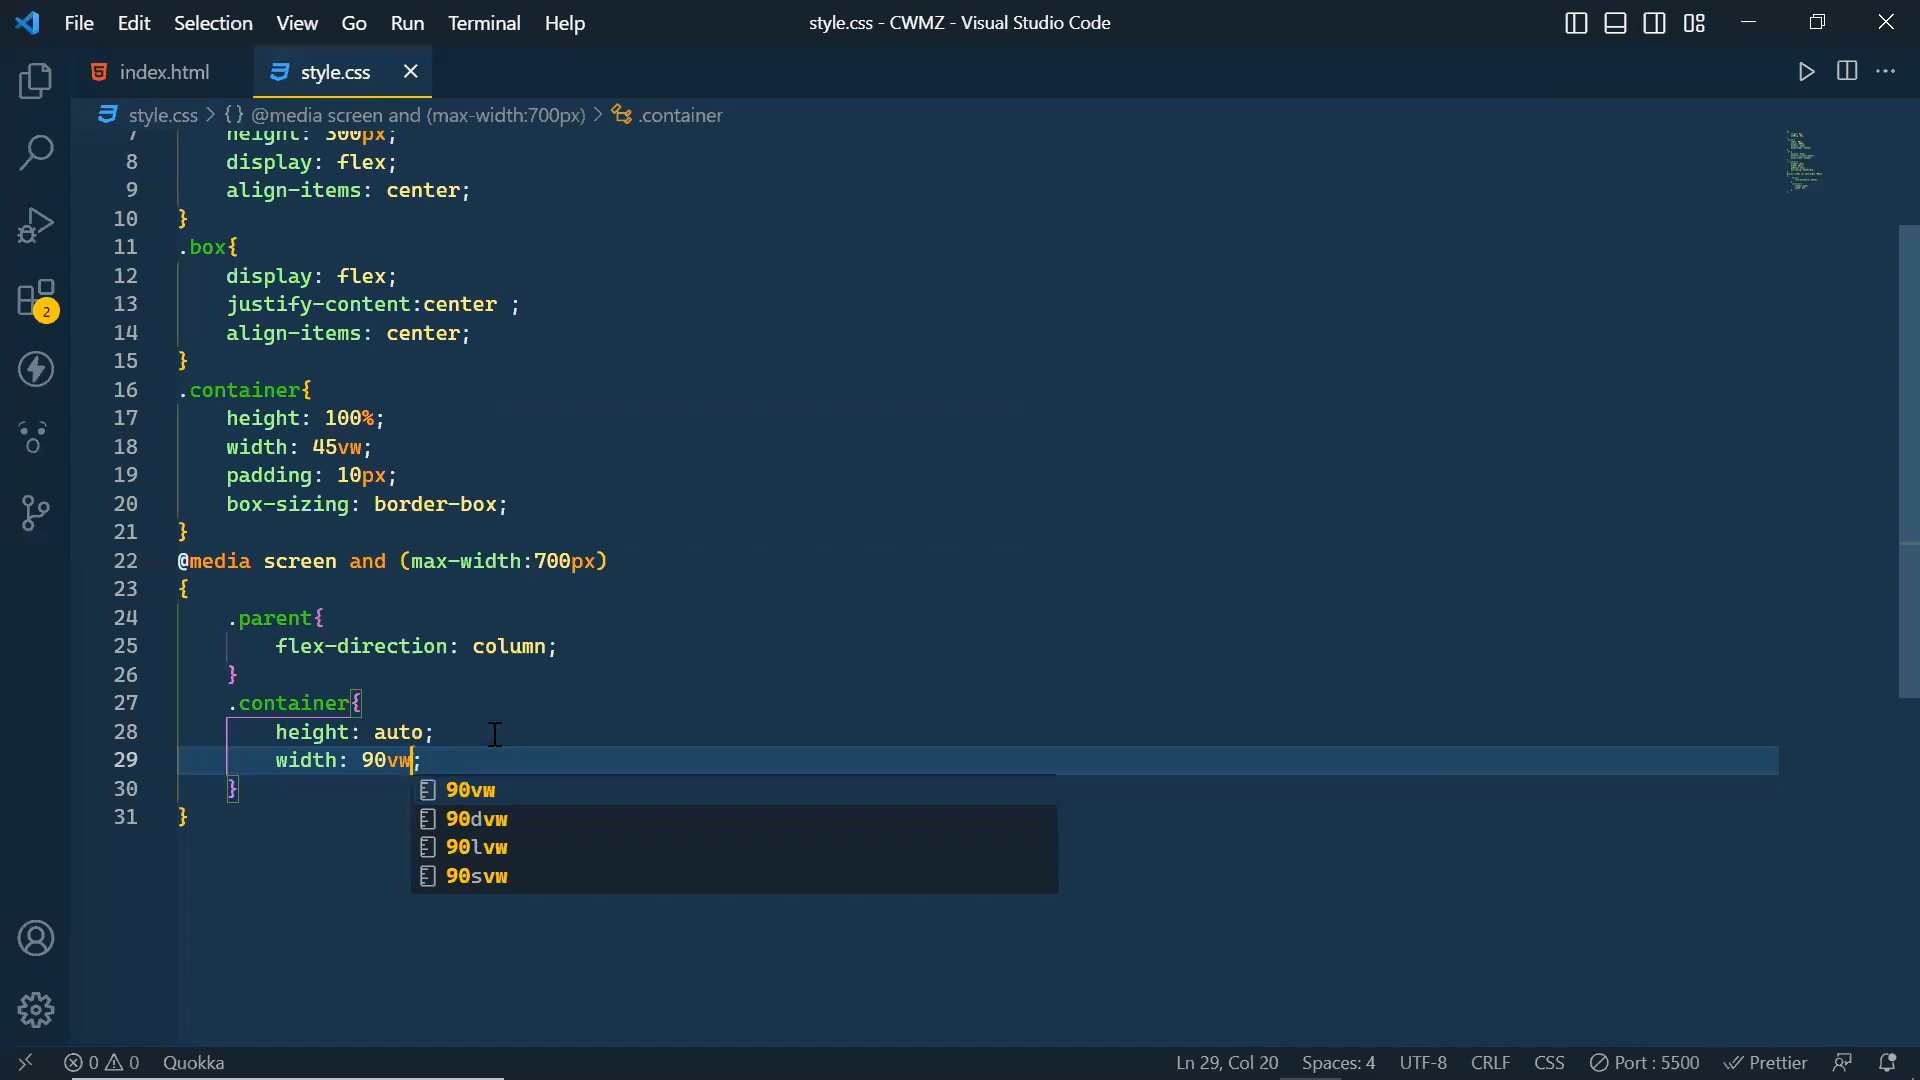 File Edit Selection View Go Run Terminal Help
style.css - CWMZ - Visual Studio Code
index.html
style.css
style.css > {} @media screen and (max-width:700px) > .container
7 height: 300px;
8 display: flex;
9 align-items: center;
10 }
11 .box{
12 display: flex;
13 justify-content:center ;
14 align-items: center;
15 }
16 .container{
17 height: 100%;
18 width: 45vw;
19 padding: 10px;
20 box-sizing: border-box;
21 }
22 @media screen and (max-width:700px)
23 {
24 .parent{
25 flex-direction: column;
26 }
27 .container{
28 height: auto;
29 width: 90vw;
30 }
31 }
90vw
90dvw
90lvw
90svw
2
0 0 Quokka
Ln 29, Col 20 Spaces: 4 UTF-8 CRLF CSS Port : 5500 Prettier